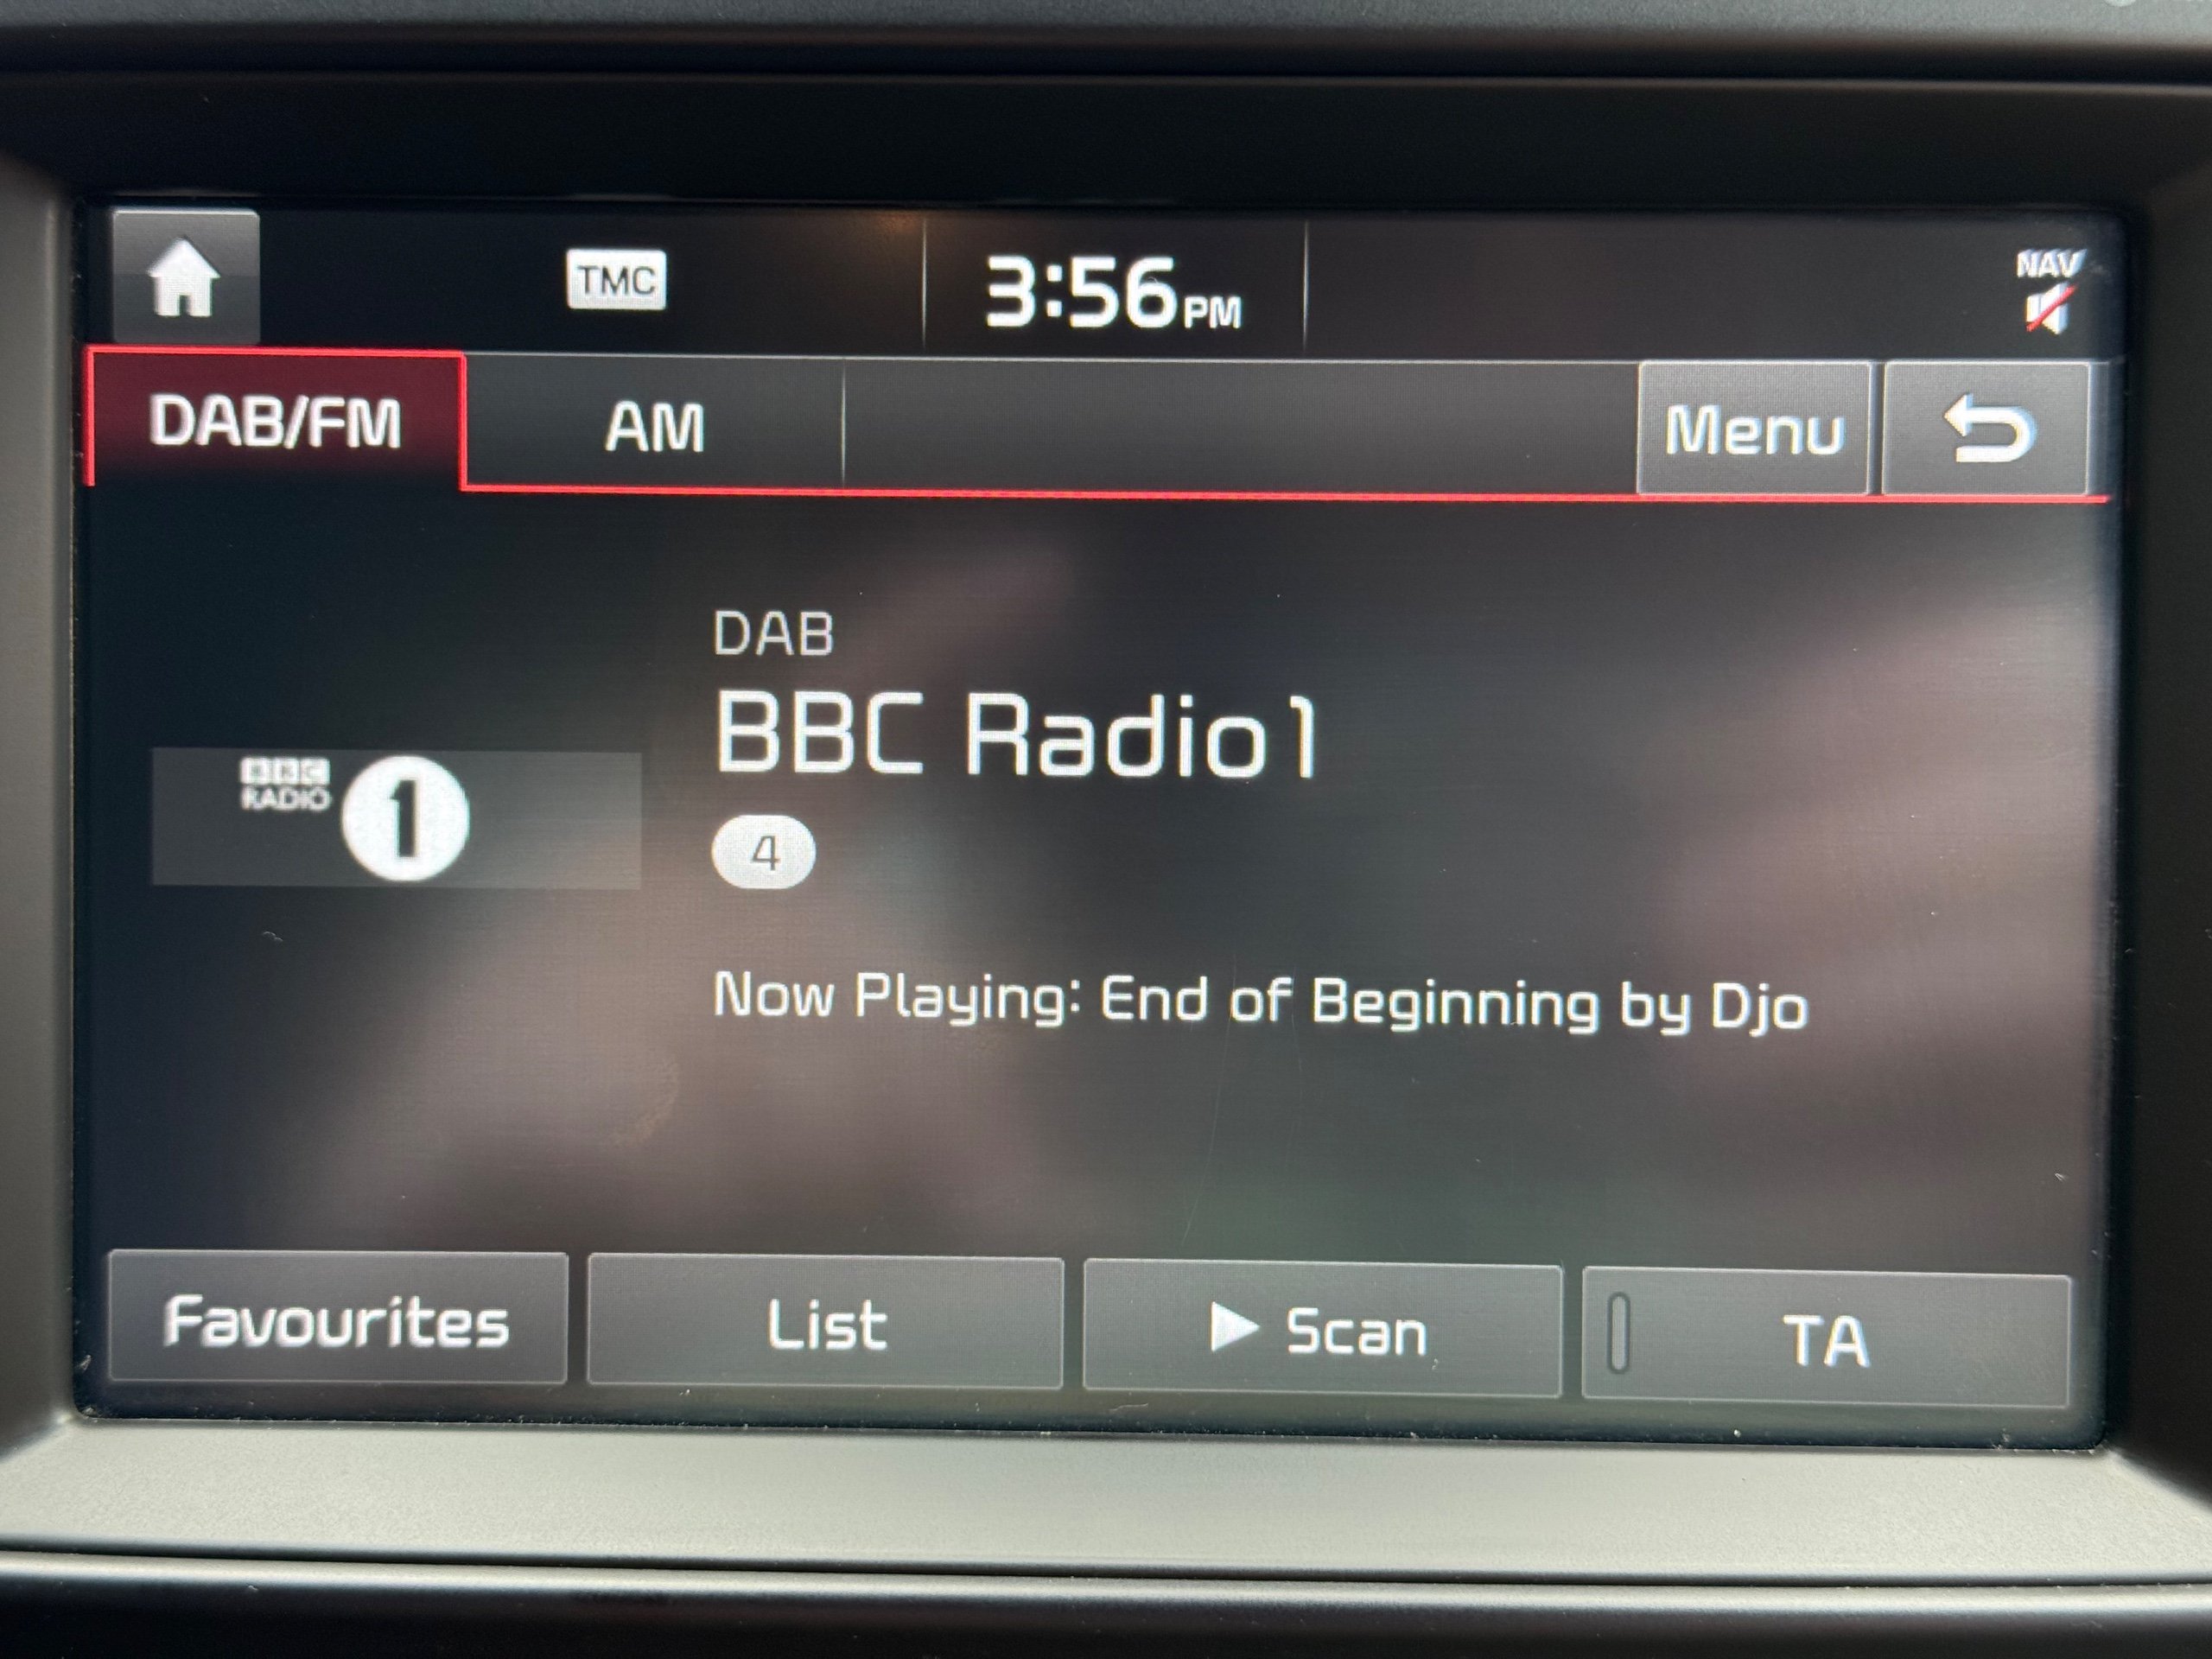 TMC
3:56PM
NAV
DAB/FM
AM
Menu
DAB
BBC Radio 1
BBC
RADIO
1
4
Now Playing: End of Beginning by Djo
Favourites
List
Scan
TA